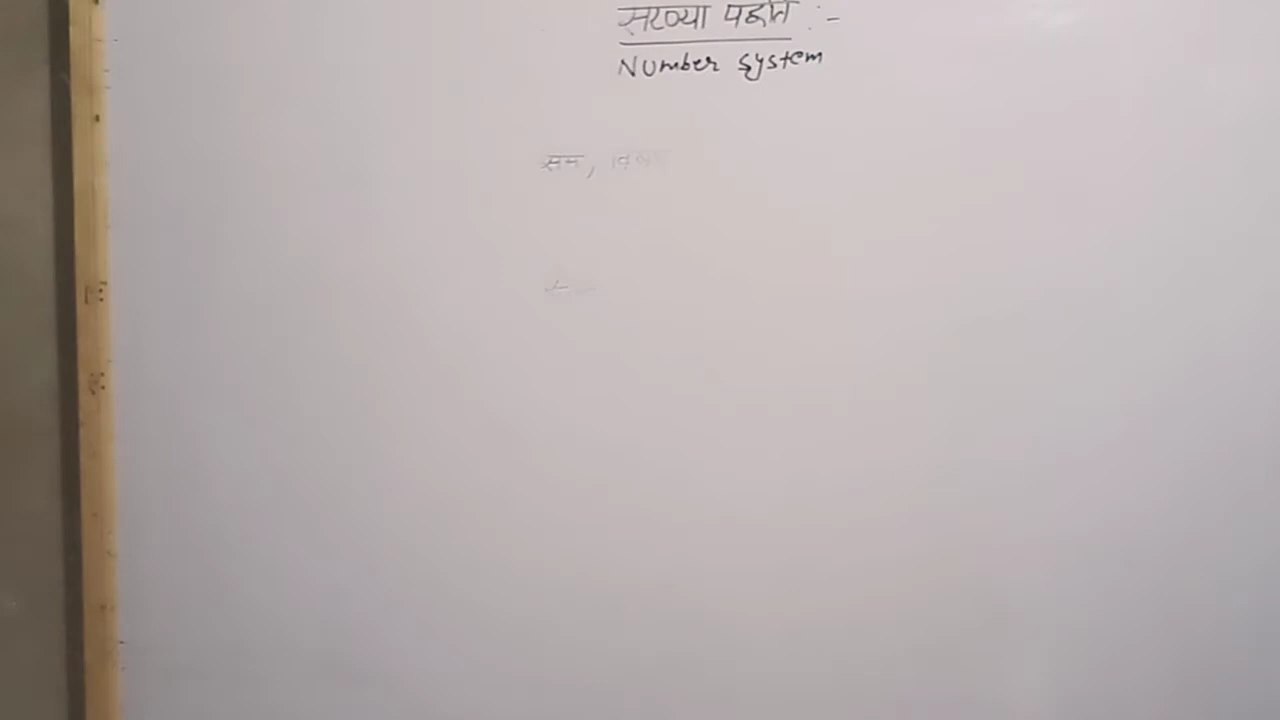 संख्या पद्धति :-
Number System
सम,